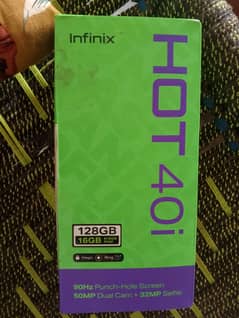 Infinix
HOT 40i
128GB
16GB
90Hz Punch-Hole Screen
50MP Dual Cam + 32MP Selfie